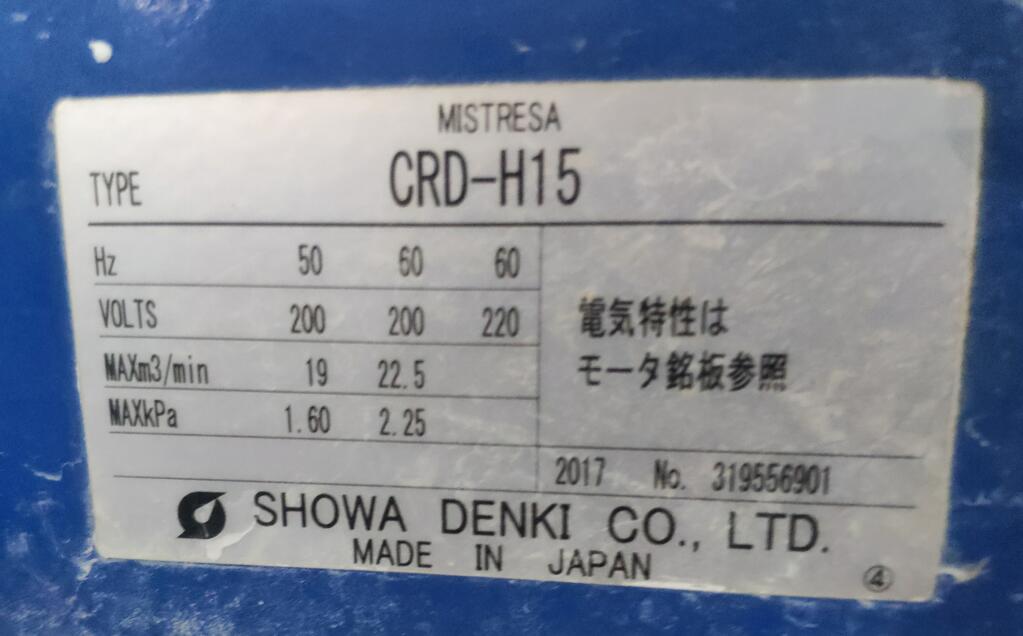 MISTRESA
TYPE CRD-H15
Hz 50 60 60
VOLTS 200 200 220
MAXm3/min 19 22.5
MAXkPa 1.60 2.25
電気特性は
モータ銘板参照
2017 No. 319556901
SHOWA DENKI CO., LTD.
MADE IN JAPAN
④